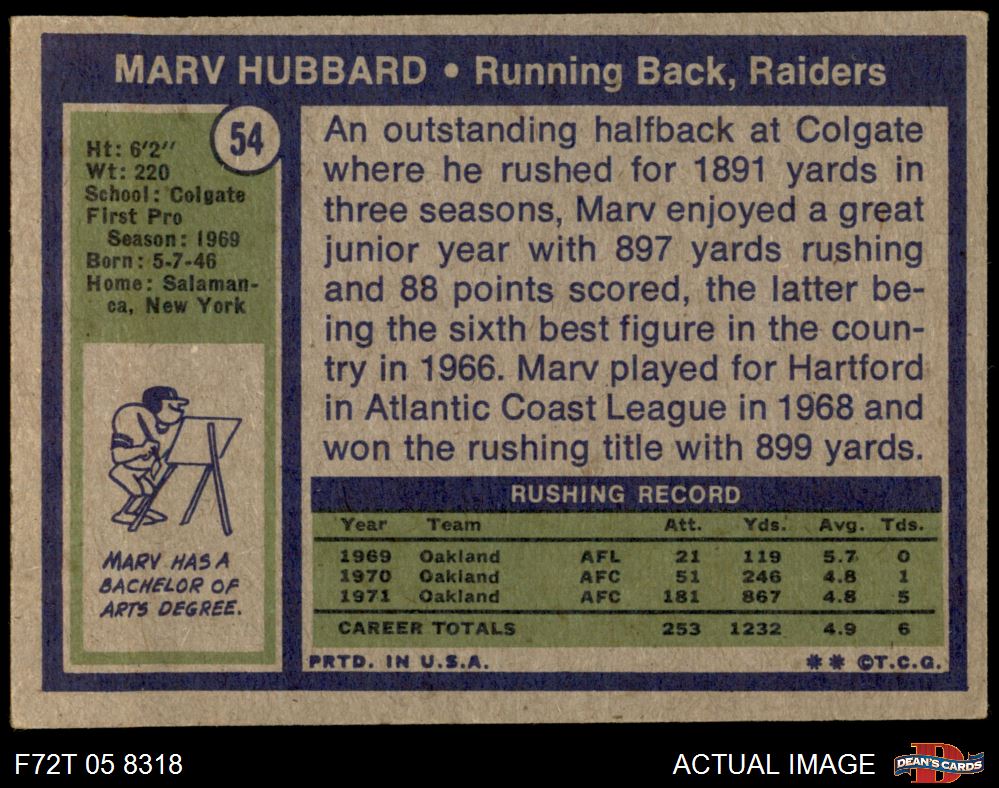 MARV HUBBARD • Running Back, Raiders
54
Ht: 6'2''
Wt: 220
School: Colgate
First Pro
Season: 1969
Born: 5-7-46
Home: Salaman-
ca, New York
MARV HAS A
BACHELOR OF
ARTS DEGREE.
An outstanding halfback at Colgate
where he rushed for 1891 yards in
three seasons, Marv enjoyed a great
junior year with 897 yards rushing
and 88 points scored, the latter be-
ing the sixth best figure in the coun-
try in 1966. Marv played for Hartford
in Atlantic Coast League in 1968 and
won the rushing title with 899 yards.
RUSHING RECORD
Year Team Att. Yds. Avg. Tds.
1969 Oakland AFL 21 119 5.7 0
1970 Oakland AFC 51 246 4.8 1
1971 Oakland AFC 181 867 4.8 5
CAREER TOTALS 253 1232 4.9 6
PRTD. IN U.S.A. ** ©T.C.G.
F72T 05 8318 ACTUAL IMAGE DEAN'S CARDS